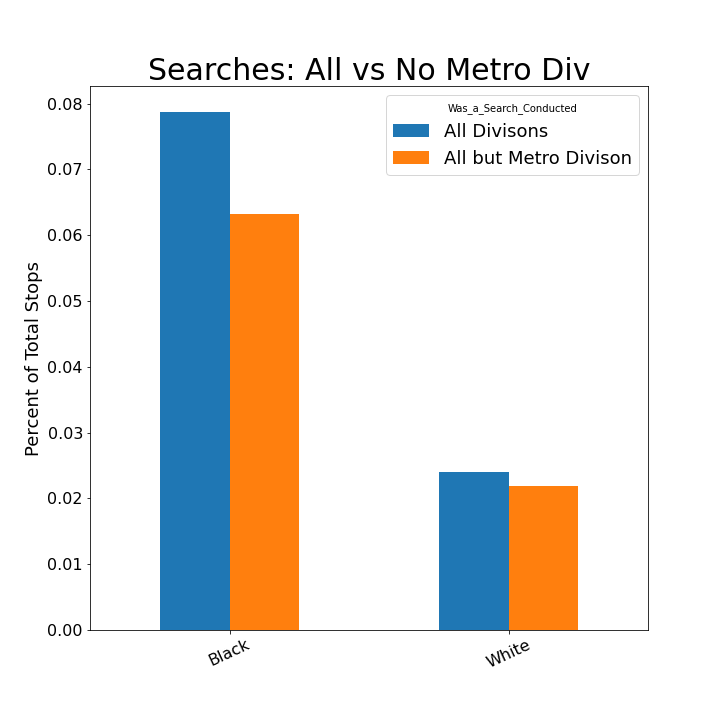 Searches: All vs No Metro Div
Was_a_Search_Conducted
All Divisons
All but Metro Divison
Percent of Total Stops
0.08
0.07
0.06
0.05
0.04
0.03
0.02
0.01
0.00
Black
White